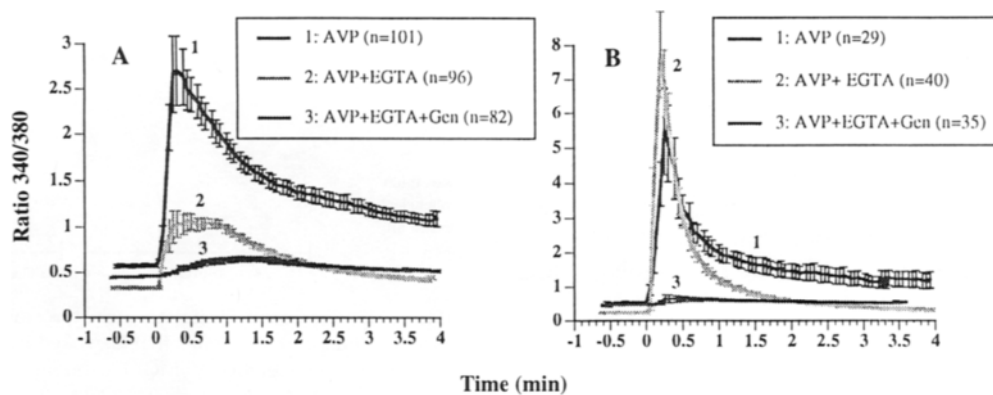 A
1: AVP (n=101)
2: AVP+EGTA (n=96)
3: AVP+EGTA+Gen (n=82)
1
2
3
3
2.5
2
1.5
1
0.5
0
-1 -0.5 0 0.5 1 1.5 2 2.5 3 3.5 4
Ratio 340/380
B
1: AVP (n=29)
2: AVP+ EGTA (n=40)
3: AVP+EGTA+Gen (n=35)
2
1
3
8
7
6
5
4
3
2
1
0
-1 -0.5 0 0.5 1 1.5 2 2.5 3 3.5 4
Time (min)